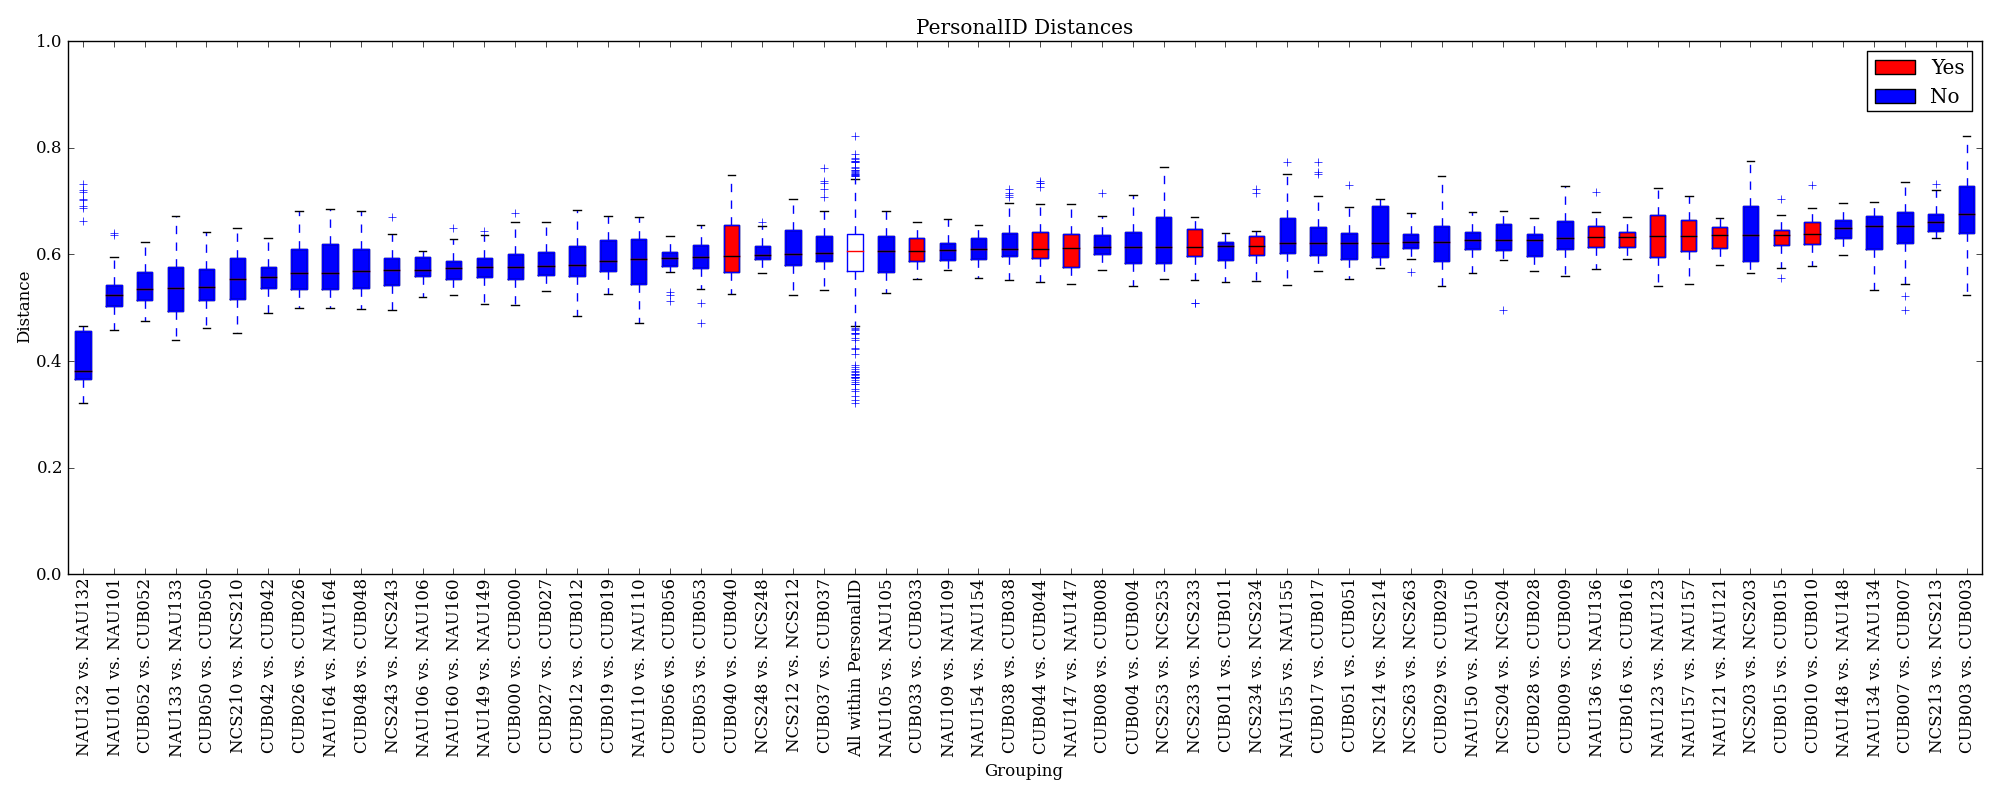 PersonalID Distances
1.0
0.8
0.6
0.4
0.2
0.0
Distance
Yes
No
NAU132 vs. NAU132
NAU101 vs. NAU101
CUB052 vs. CUB052
NAU133 vs. NAU133
CUB050 vs. CUB050
NCS210 vs. NCS210
CUB042 vs. CUB042
CUB026 vs. CUB026
NAU164 vs. NAU164
CUB048 vs. CUB048
NCS243 vs. NCS243
NAU106 vs. NAU106
NAU160 vs. NAU160
NAU149 vs. NAU149
CUB000 vs. CUB000
CUB027 vs. CUB027
CUB012 vs. CUB012
CUB019 vs. CUB019
NAU110 vs. NAU110
CUB056 vs. CUB056
CUB053 vs. CUB053
CUB040 vs. CUB040
NCS248 vs. NCS248
NCS212 vs. NCS212
CUB037 vs. CUB037
All within PersonalID
NAU105 vs. NAU105
CUB033 vs. CUB033
NAU109 vs. NAU109
NAU154 vs. NAU154
CUB038 vs. CUB038
CUB044 vs. CUB044
NAU147 vs. NAU147
CUB008 vs. CUB008
CUB004 vs. CUB004
NCS253 vs. NCS253
NCS233 vs. NCS233
CUB011 vs. CUB011
NCS234 vs. NCS234
NAU155 vs. NAU155
CUB017 vs. CUB017
CUB051 vs. CUB051
NCS214 vs. NCS214
NCS263 vs. NCS263
CUB029 vs. CUB029
NAU150 vs. NAU150
NCS204 vs. NCS204
CUB028 vs. CUB028
CUB009 vs. CUB009
NAU136 vs. NAU136
CUB016 vs. CUB016
NAU123 vs. NAU123
NAU157 vs. NAU157
NAU121 vs. NAU121
NCS203 vs. NCS203
CUB015 vs. CUB015
CUB010 vs. CUB010
NAU148 vs. NAU148
NAU134 vs. NAU134
CUB007 vs. CUB007
NCS213 vs. NCS213
CUB003 vs. CUB003
Grouping